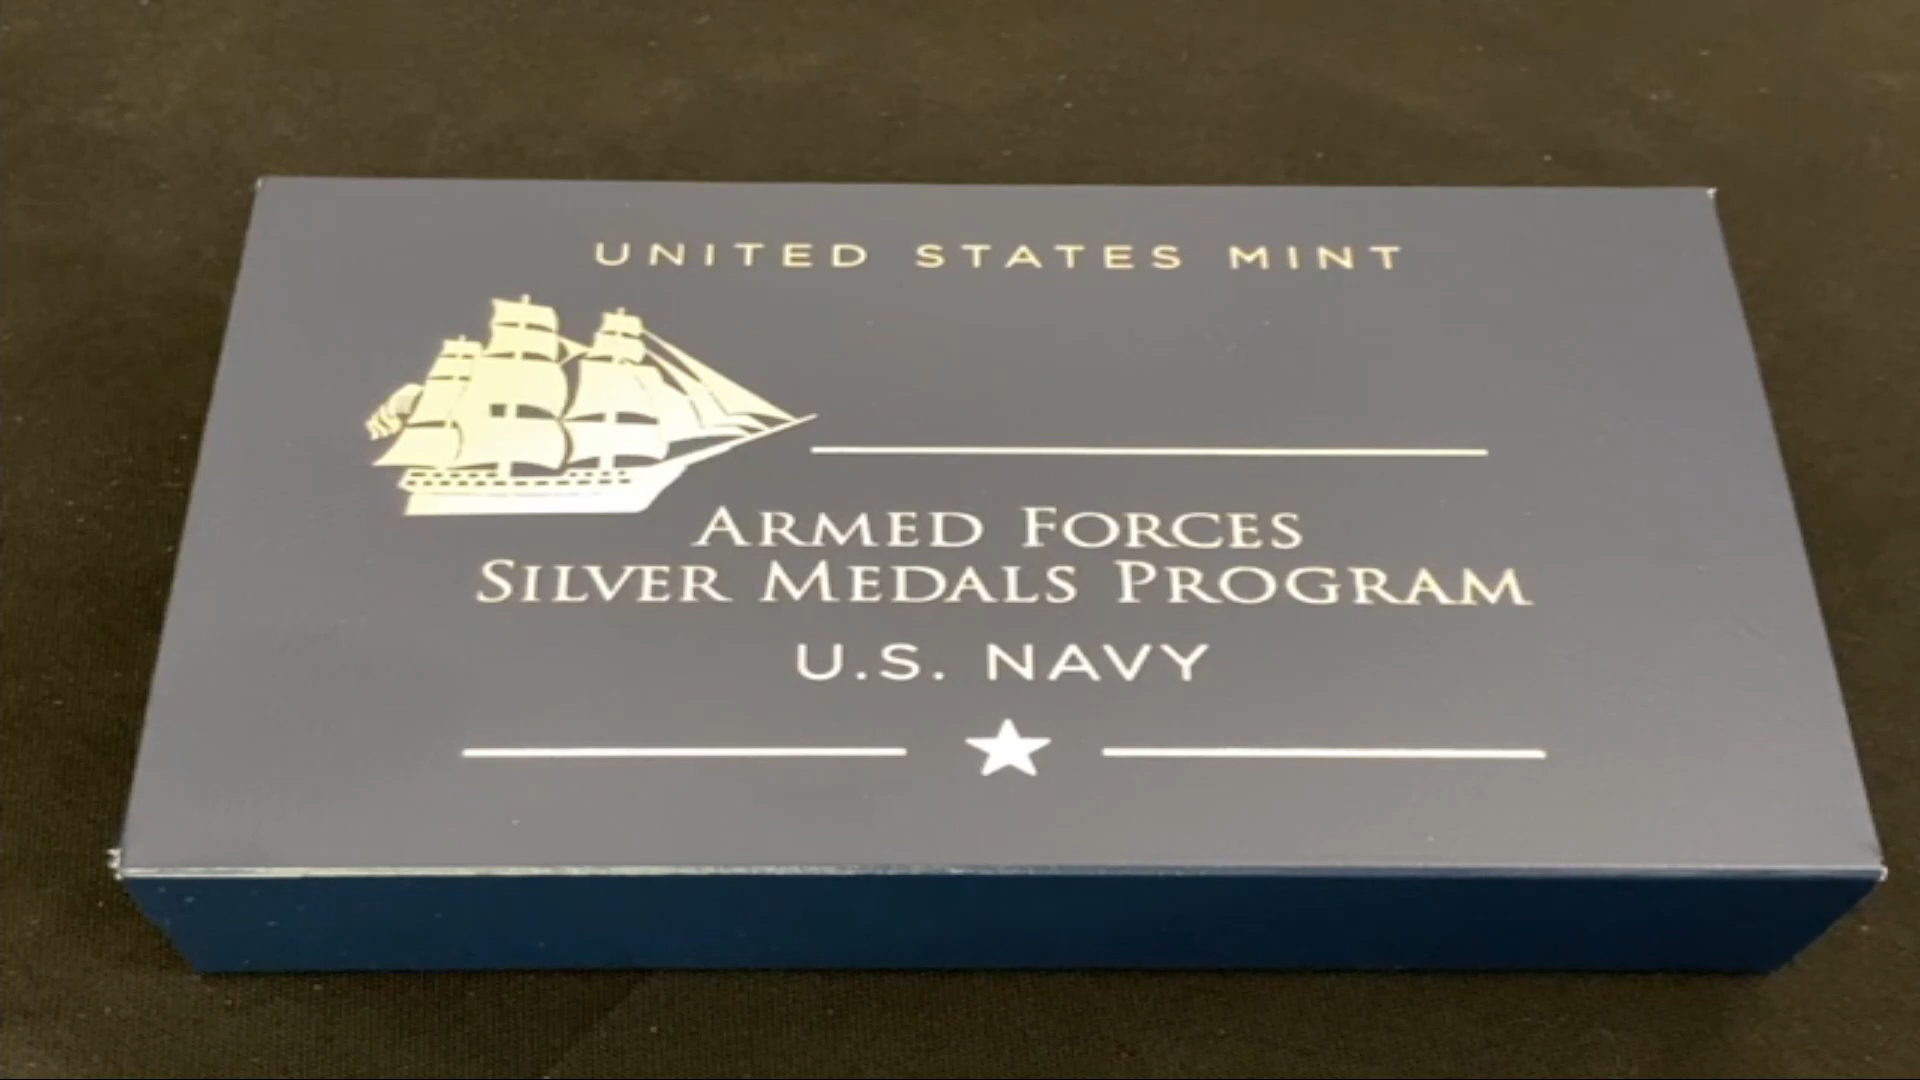 UNITED STATES MINT
ARMED FORCES
SILVER MEDALS PROGRAM
U.S. NAVY